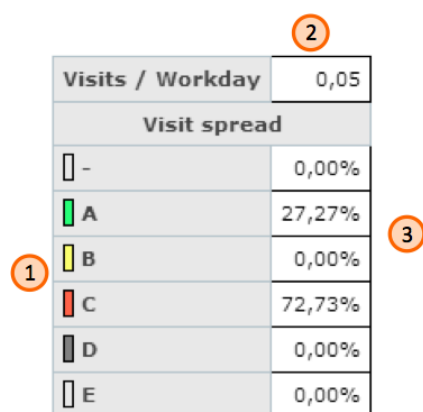 2
Visits / Workday 0,05
Visit spread
- 0,00%
A 27,27%
3
B 0,00%
1
C 72,73%
D 0,00%
E 0,00%